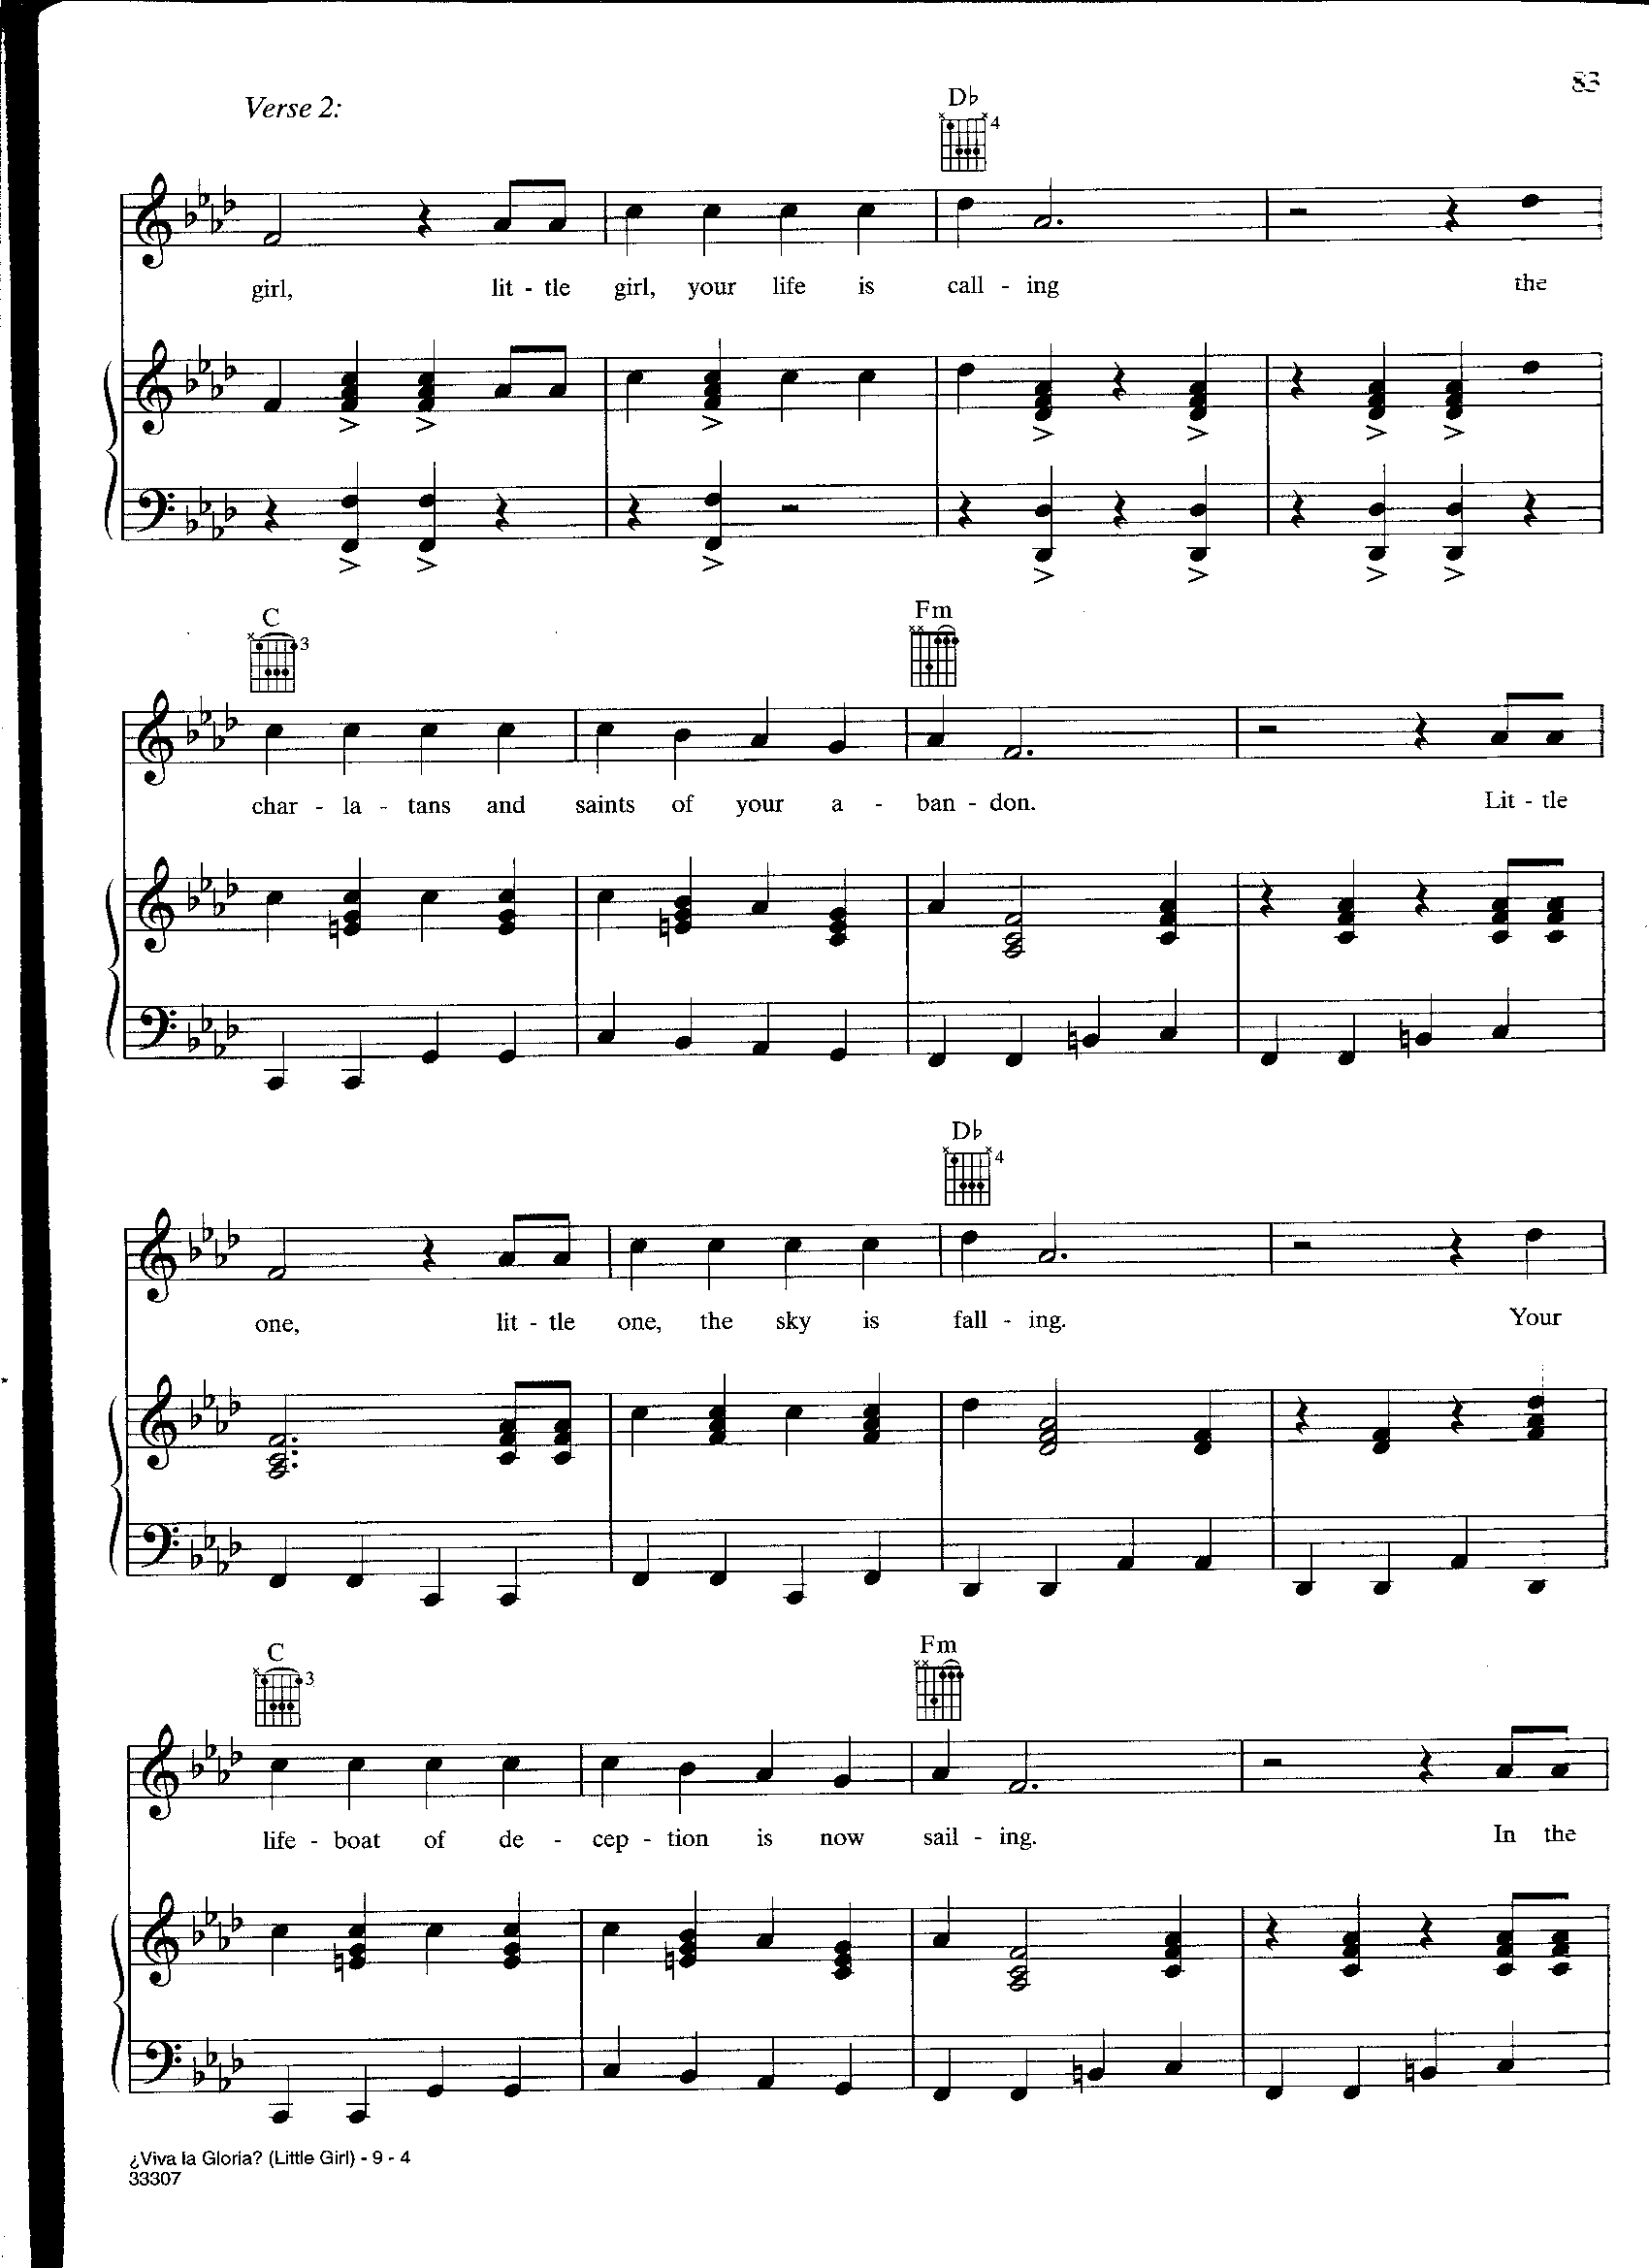 83
Verse 2:
D♭
4
girl, lit - tle girl, your life is call - ing the
C Fm
3
char - la - tans and saints of your a - ban - don. Lit - tle
D♭
4
one, lit - tle one, the sky is fall - ing. Your
C Fm
3
life - boat of de - cep - tion is now sail - ing. In the
¿Viva la Gloria? (Little Girl) - 9 - 4
33307